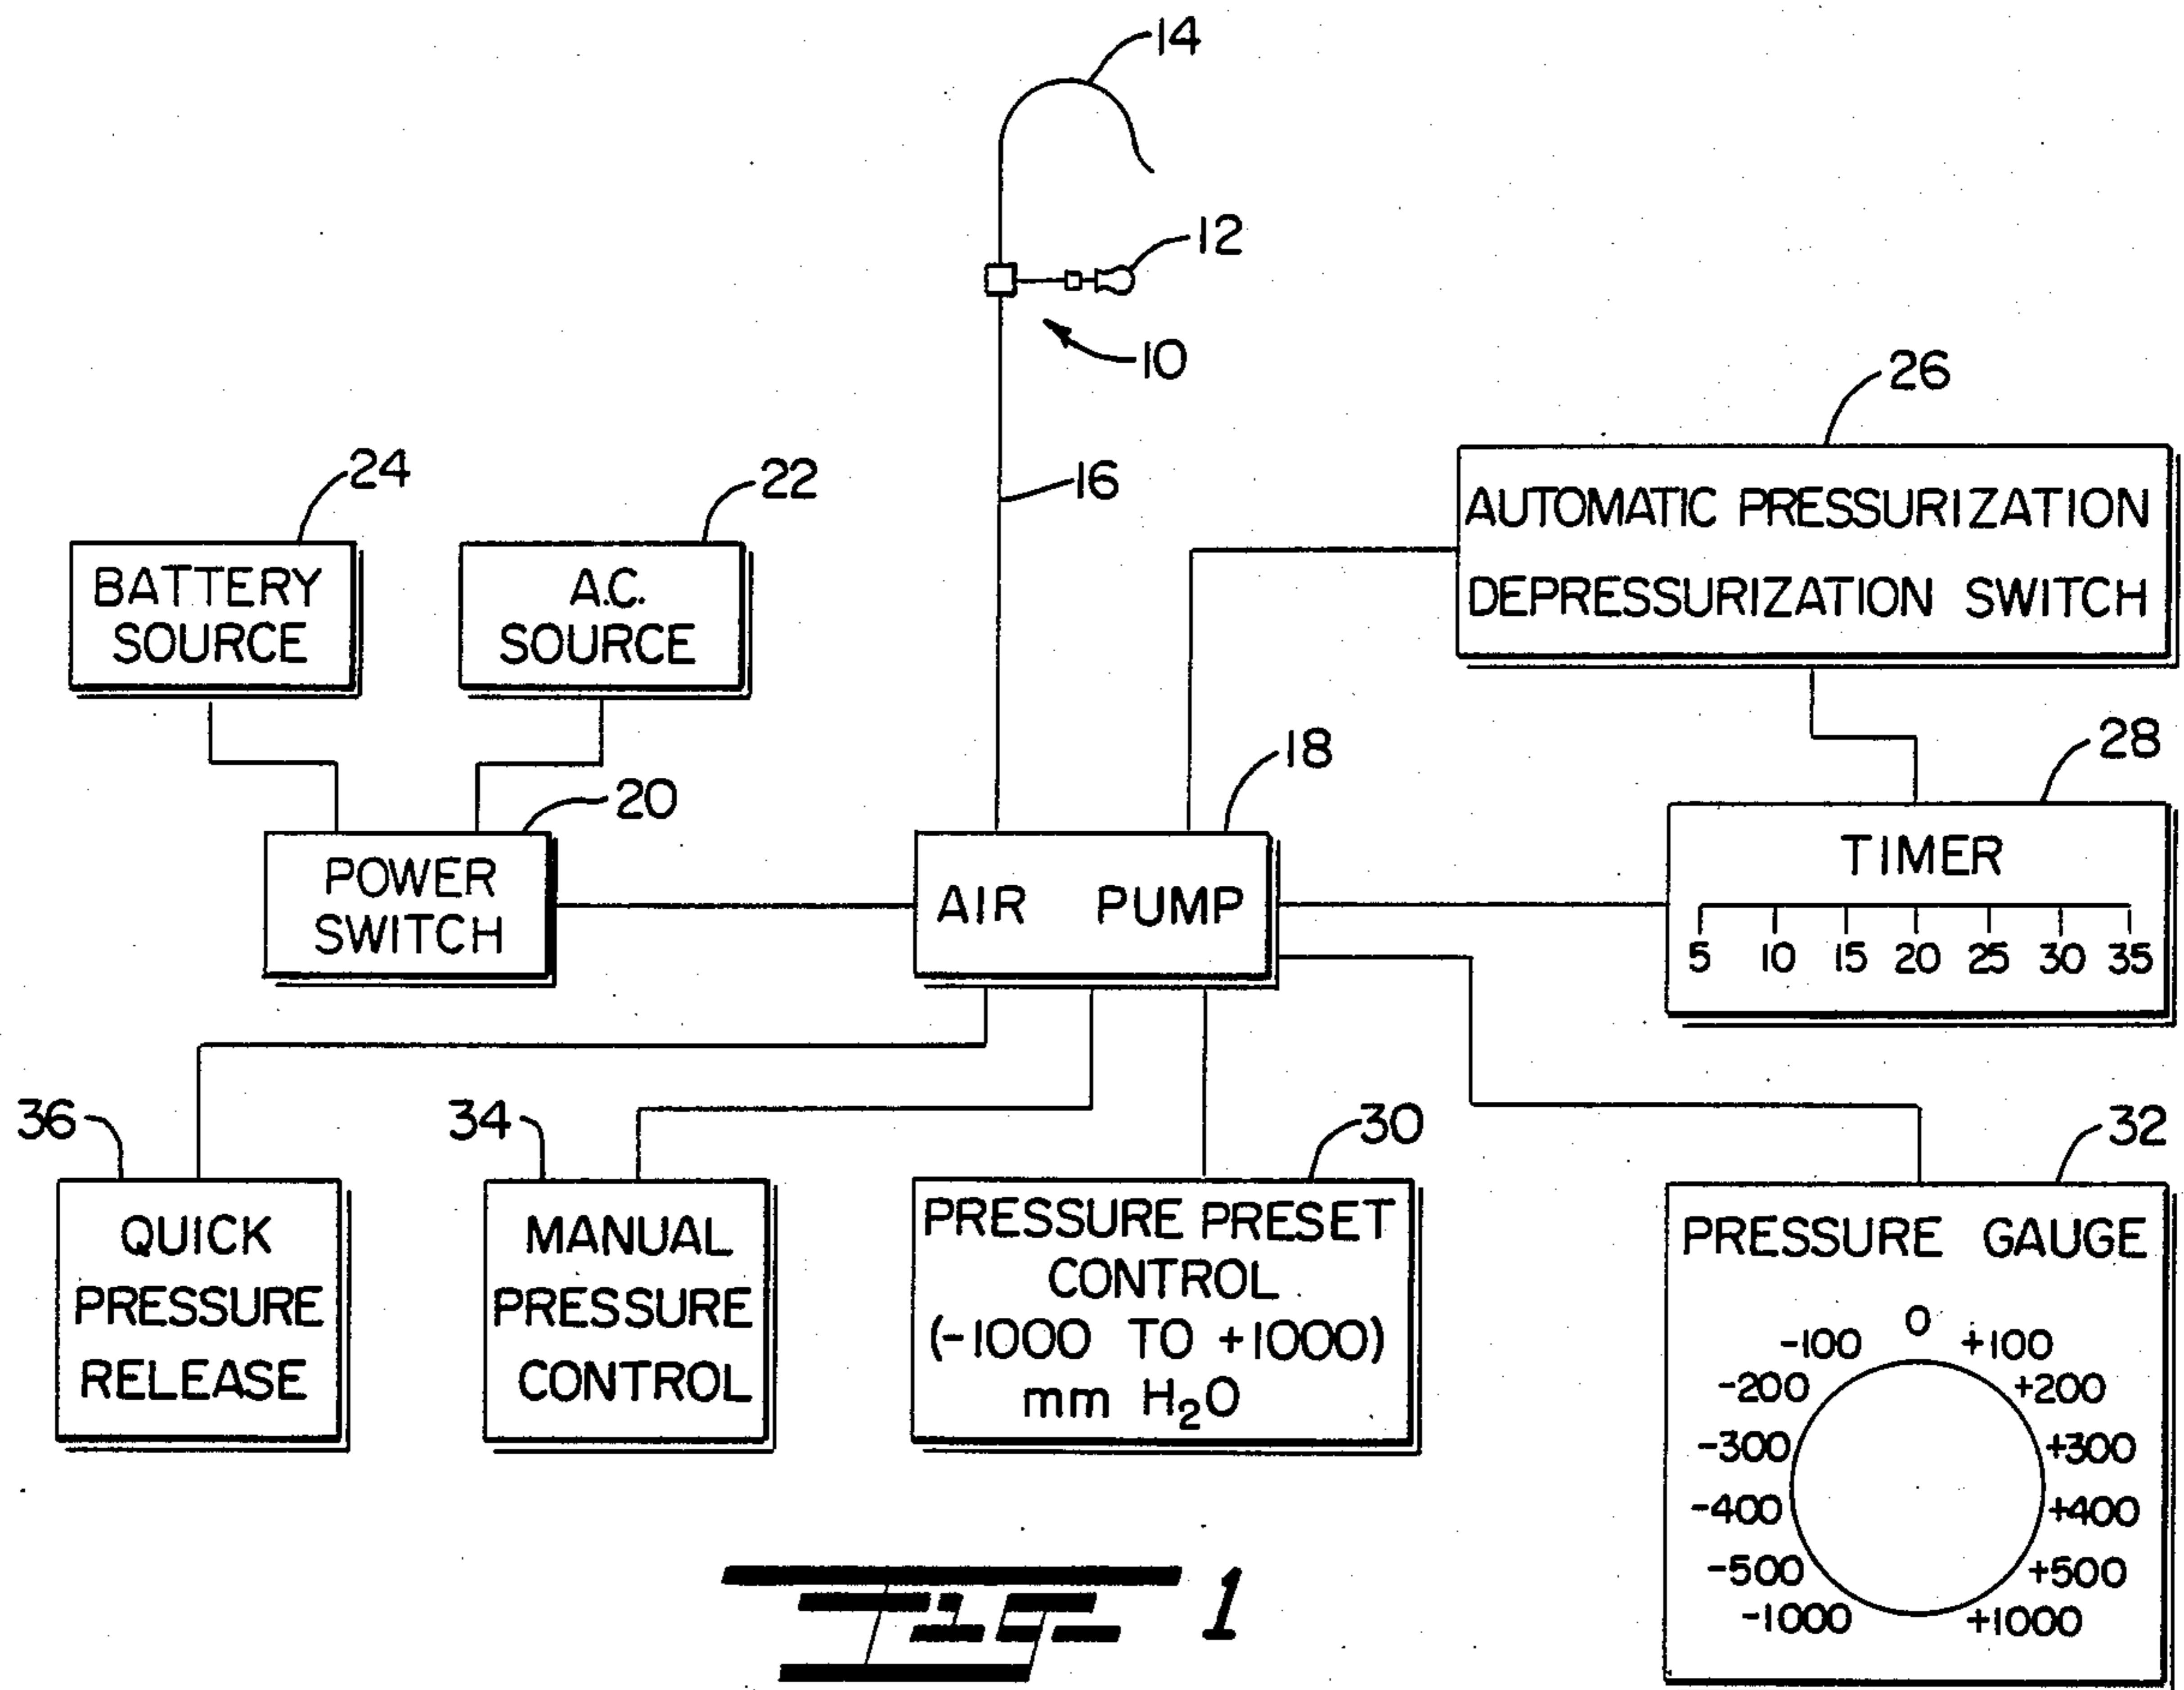 14
12
10
16
26
AUTOMATIC PRESSURIZATION
DEPRESSURIZATION SWITCH
24
BATTERY
SOURCE
22
A.C.
SOURCE
20
POWER
SWITCH
18
AIR PUMP
28
TIMER
5 10 15 20 25 30 35
36
QUICK
PRESSURE
RELEASE
34
MANUAL
PRESSURE
CONTROL
30
PRESSURE PRESET
CONTROL
(-1000 TO +1000)
mm H₂O
32
PRESSURE GAUGE
0
-100 +100
-200 +200
-300 +300
-400 +400
-500 +500
-1000 +1000
FIG 1